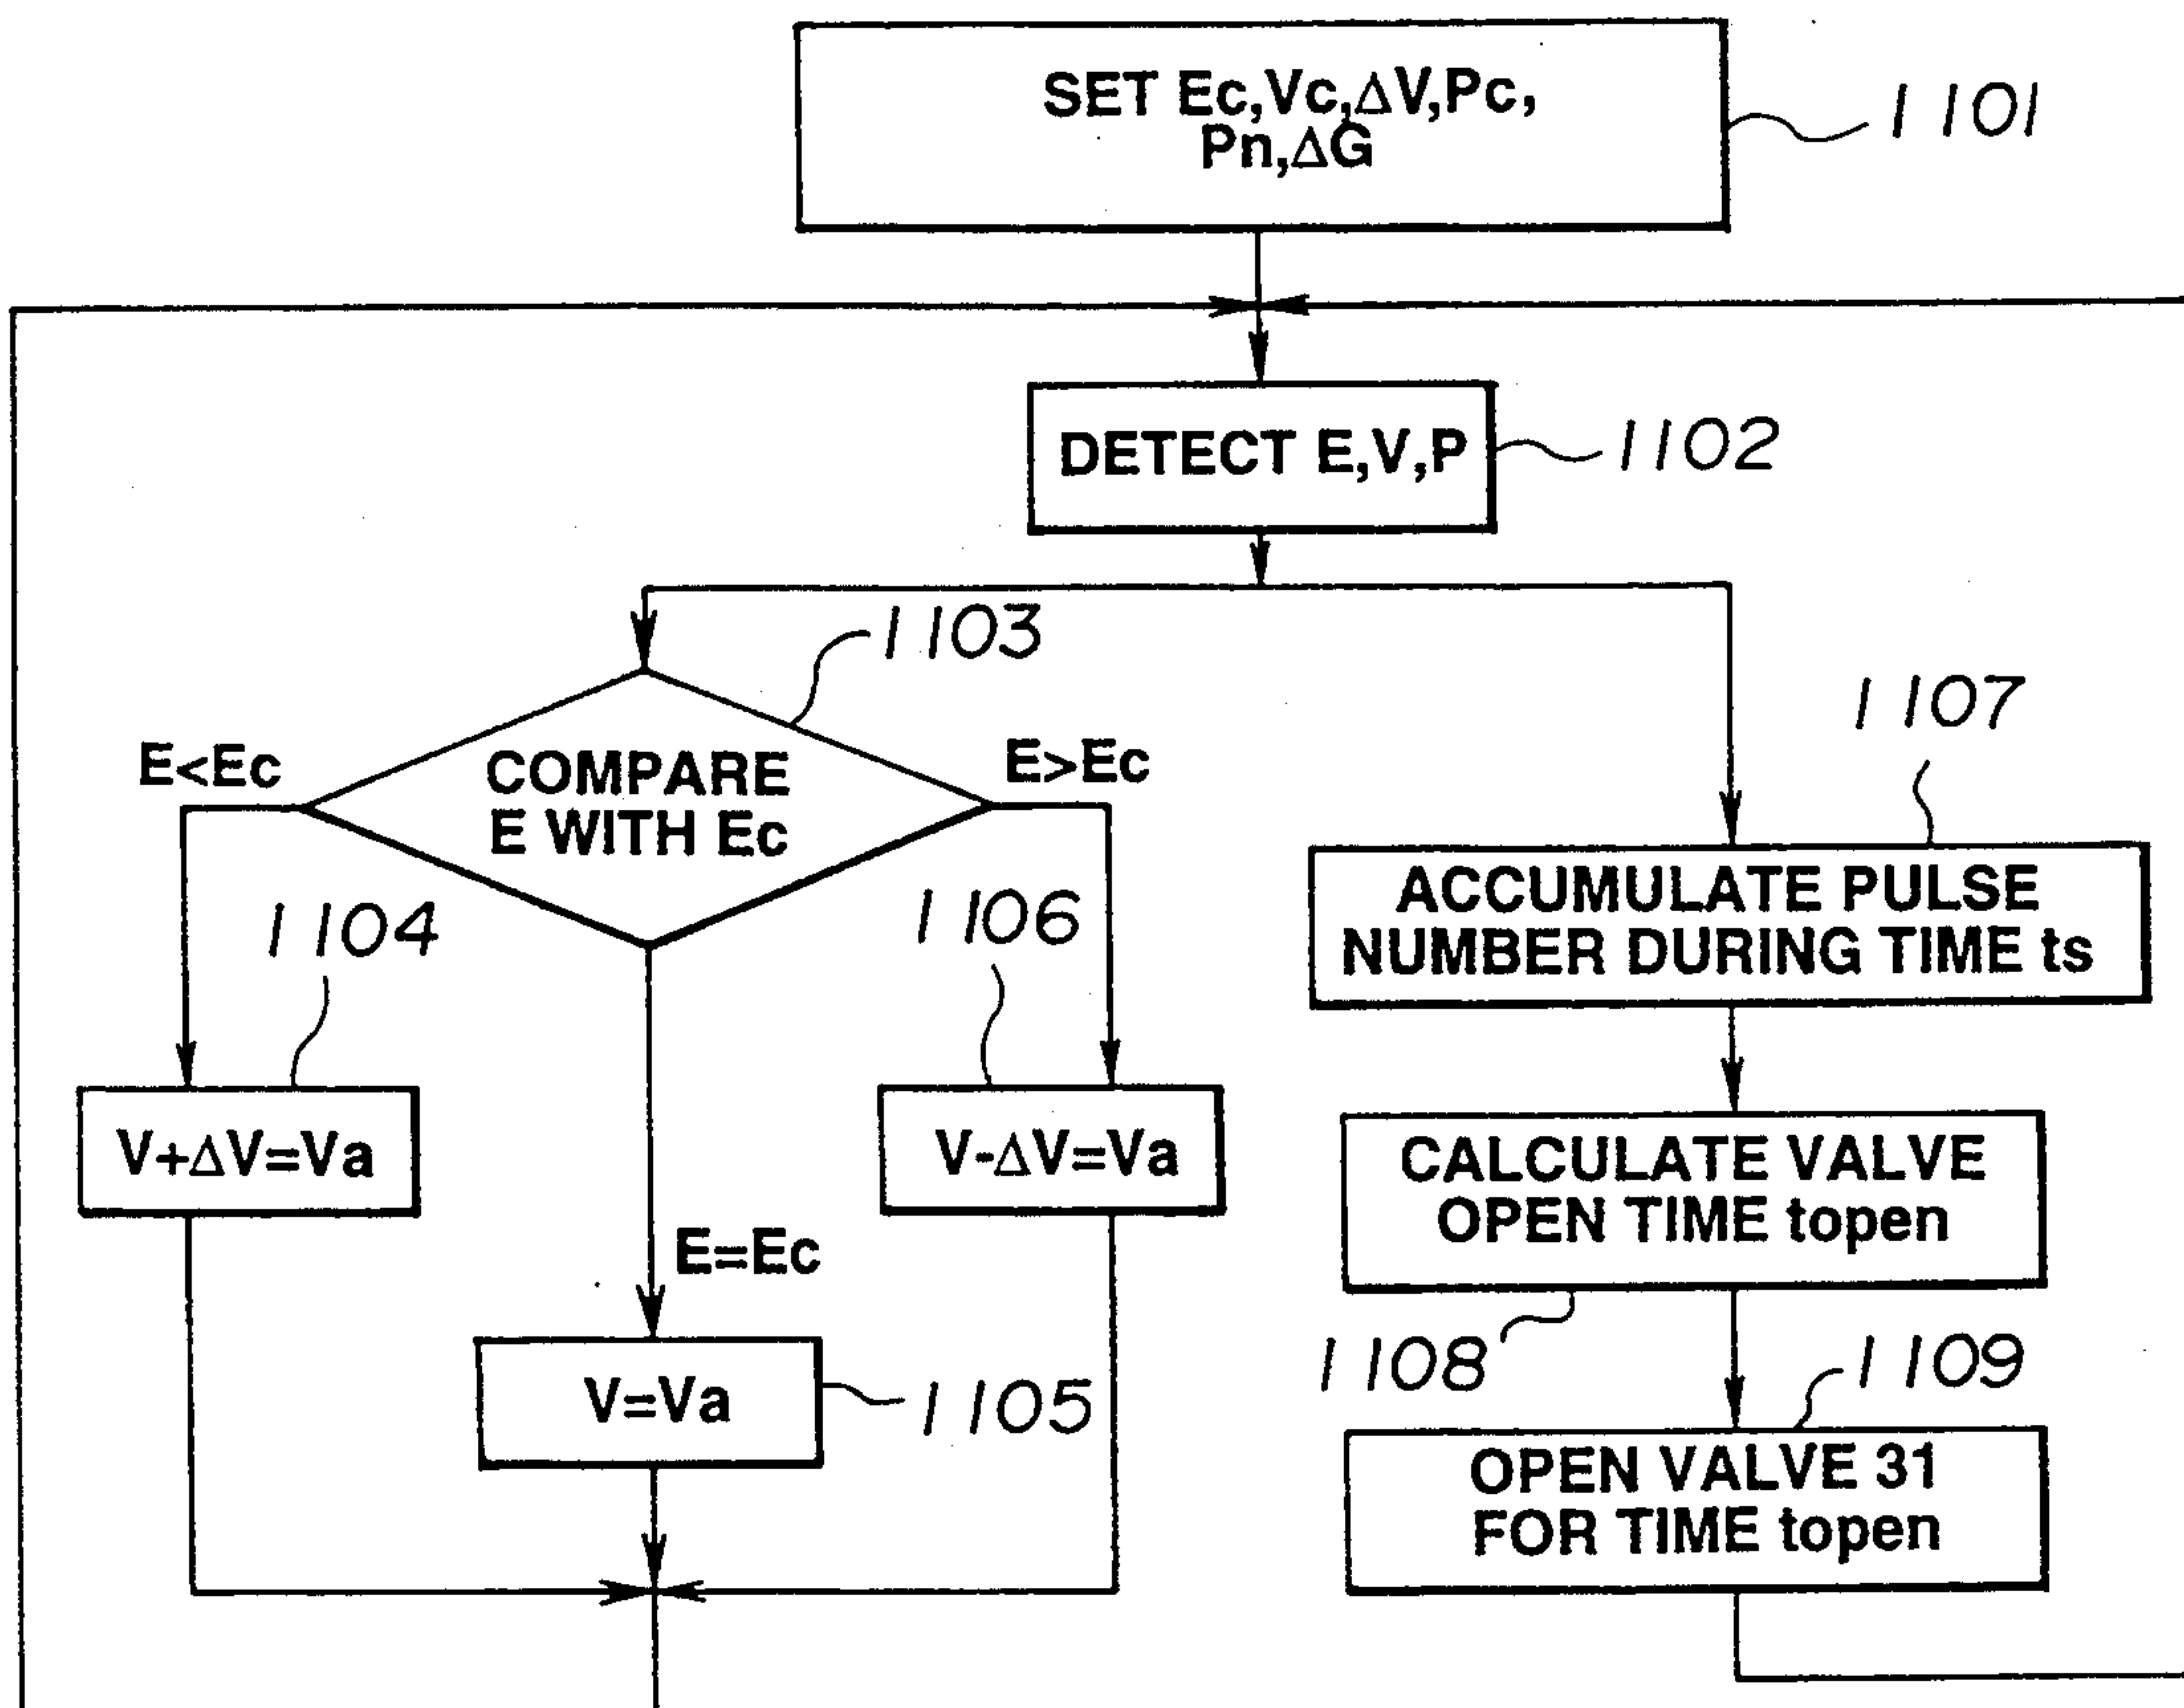 SET Ec,Vc,ΔV,Pc,
Pn,ΔG
1101
DETECT E,V,P
1102
1103
COMPARE
E WITH Ec
E<Ec
E>Ec
1107
ACCUMULATE PULSE
NUMBER DURING TIME ts
1104
1106
V+ΔV=Va
V-ΔV=Va
CALCULATE VALVE
OPEN TIME topen
E=Ec
1108
1109
V=Va
1105
OPEN VALVE 31
FOR TIME topen